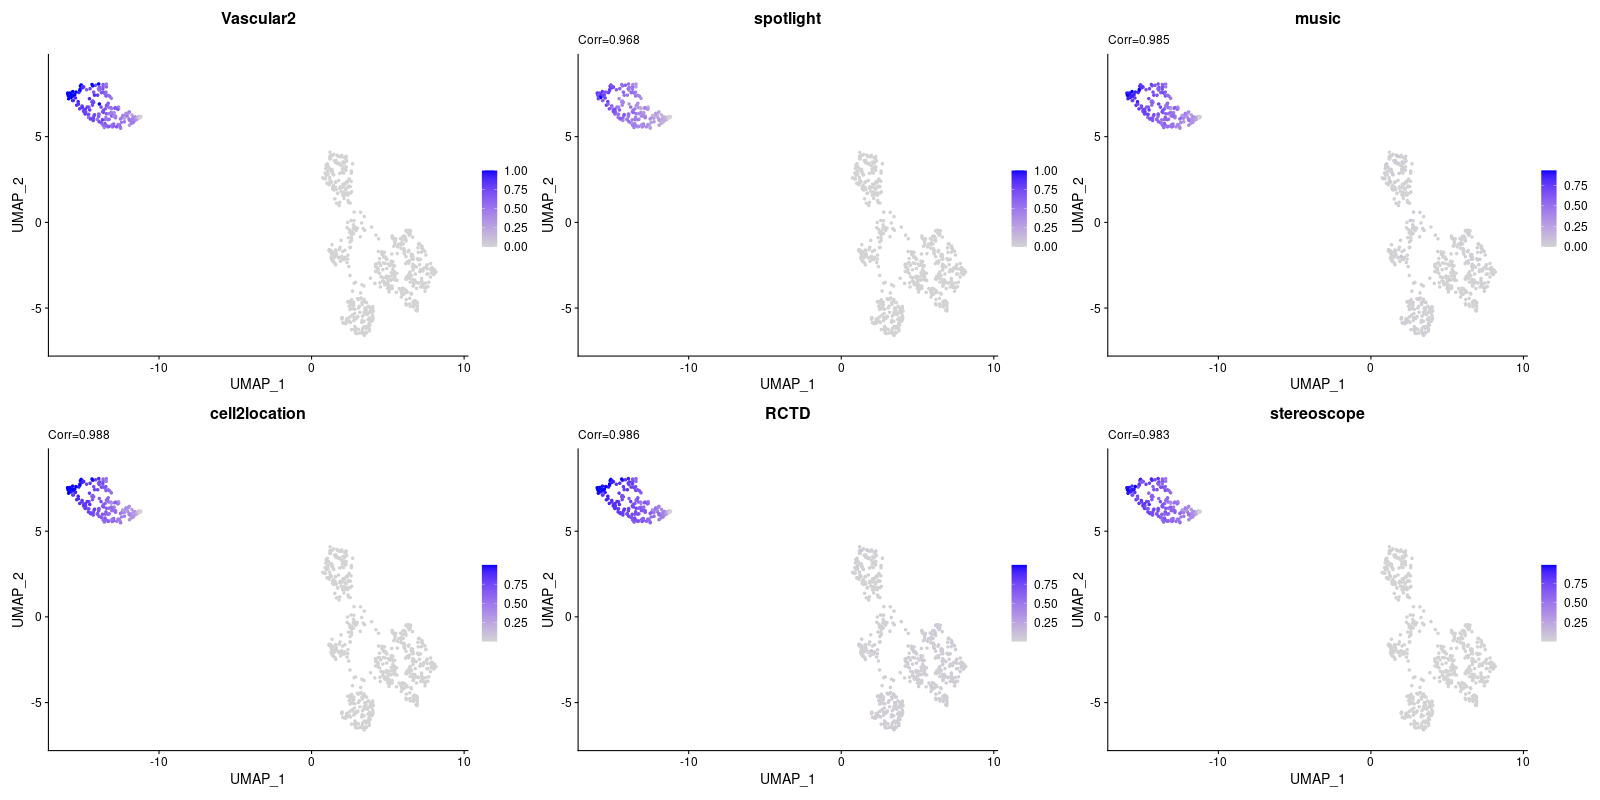 Vascular2
UMAP_2
5
0
-5
-10
0
10
UMAP_1
1.00
0.75
0.50
0.25
0.00
spotlight
Corr=0.968
UMAP_2
5
0
-5
-10
0
10
UMAP_1
1.00
0.75
0.50
0.25
0.00
music
Corr=0.985
UMAP_2
5
0
-5
-10
0
10
UMAP_1
0.75
0.50
0.25
0.00
cell2location
Corr=0.988
UMAP_2
5
0
-5
-10
0
10
UMAP_1
0.75
0.50
0.25
RCTD
Corr=0.986
UMAP_2
5
0
-5
-10
0
10
UMAP_1
0.75
0.50
0.25
stereoscope
Corr=0.983
UMAP_2
5
0
-5
-10
0
10
UMAP_1
0.75
0.50
0.25